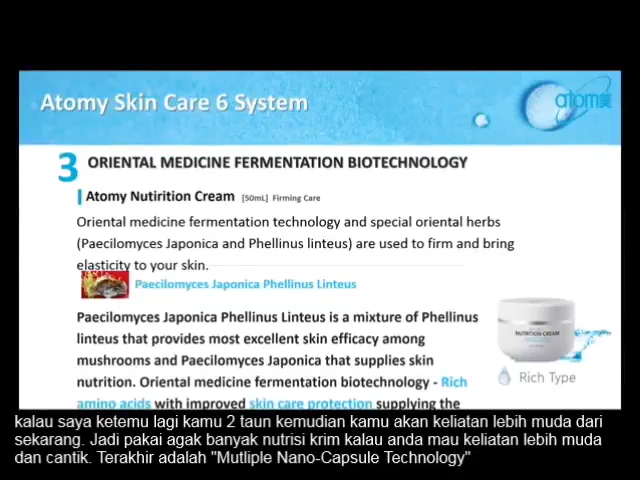 Atomy Skin Care 6 System
atom美
3 ORIENTAL MEDICINE FERMENTATION BIOTECHNOLOGY
Atomy Nutirition Cream [50mL] Firming Care
Oriental medicine fermentation technology and special oriental herbs
(Paecilomyces Japonica and Phellinus linteus) are used to firm and bring
elasticity to your skin.
Paecilomyces Japonica Phellinus Linteus
Paecilomyces Japonica Phellinus Linteus is a mixture of Phellinus
linteus that provides most excellent skin efficacy among
mushrooms and Paecilomyces Japonica that supplies skin
nutrition. Oriental medicine fermentation biotechnology - Rich
amino acids with improved skin care protection supplying the
NUTRITION CREAM
Rich Type
kalau saya ketemu lagi kamu 2 taun kemudian kamu akan keliatan lebih muda dari
sekarang. Jadi pakai agak banyak nutrisi krim kalau anda mau keliatan lebih muda
dan cantik. Terakhir adalah "Mutliple Nano-Capsule Technology"